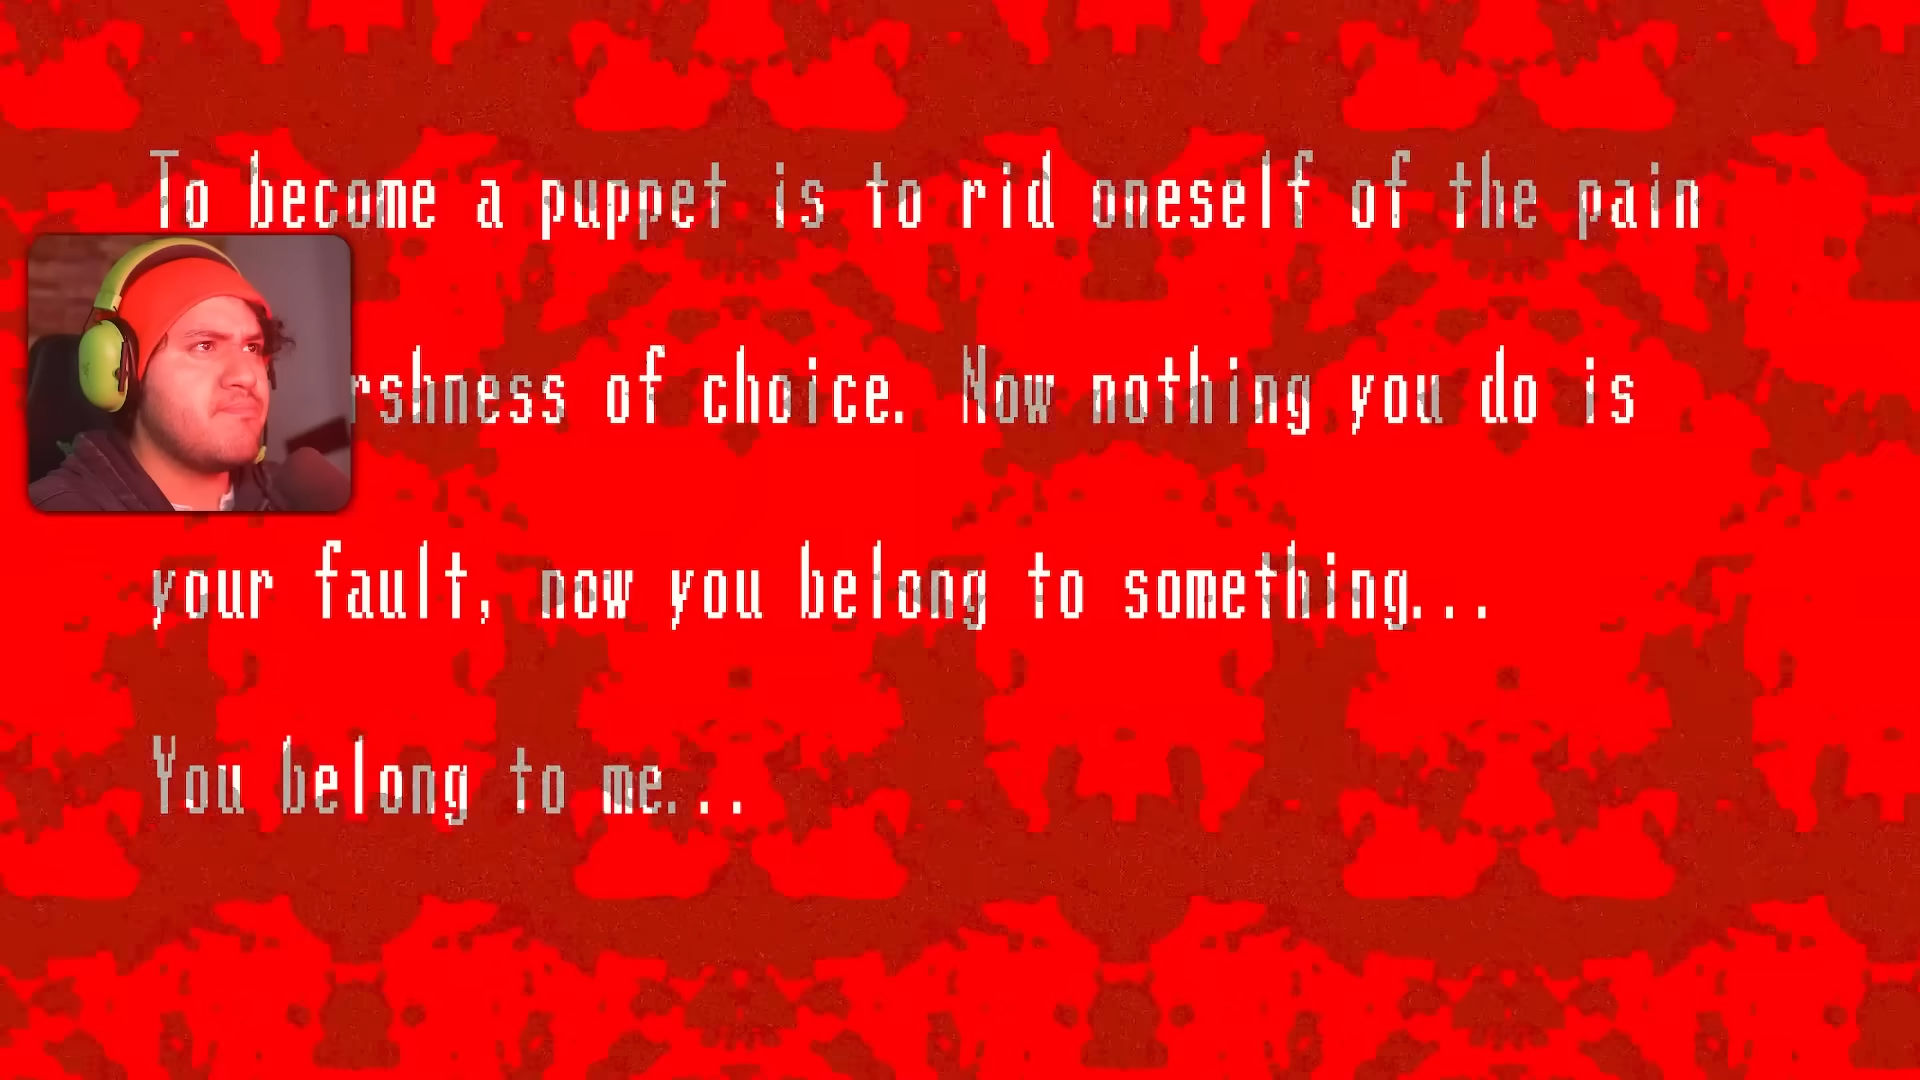 To become a puppet is to rid oneself of the pain
rshness of choice. Now nothing you do is
your fault, now you belong to something...
You belong to me...